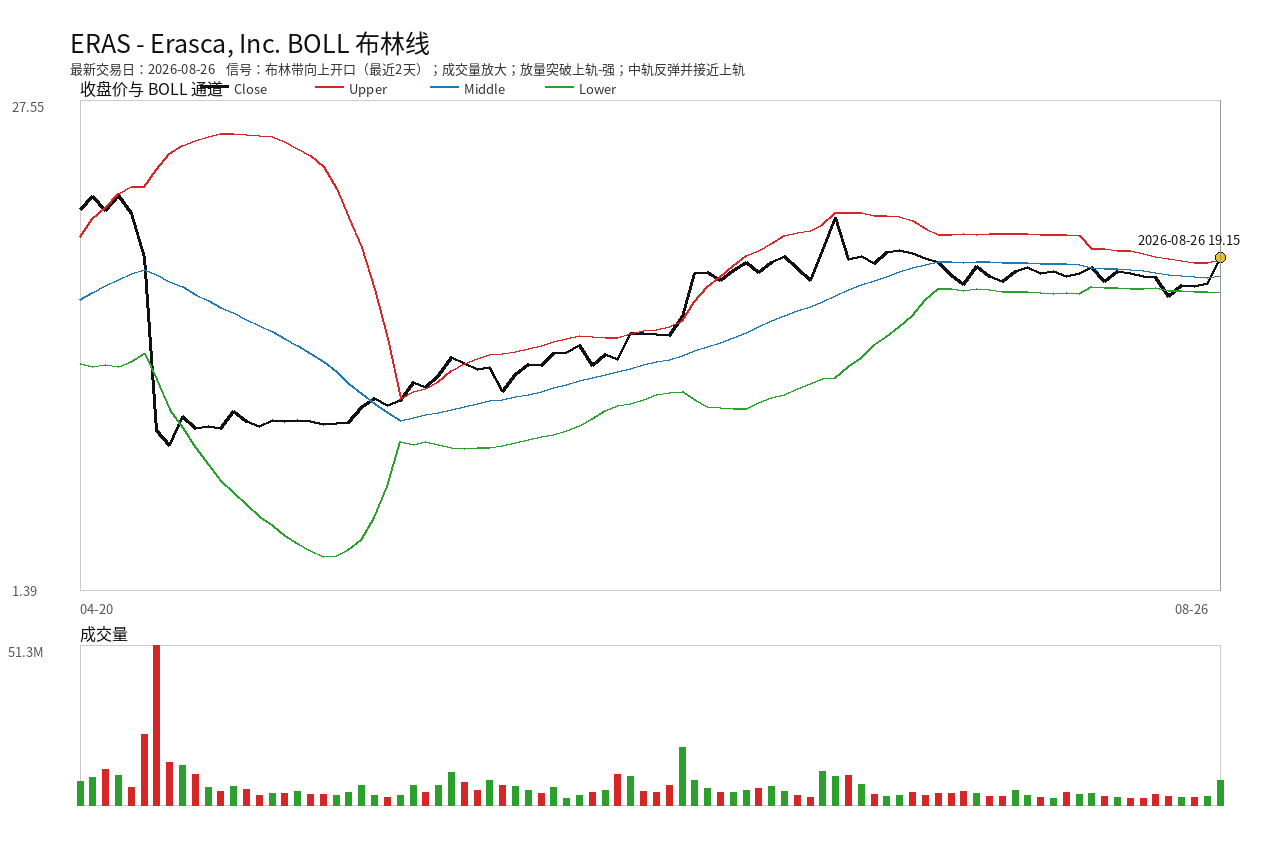 ERAS - Erasca, Inc. BOLL 布林线
最新交易日：2026-08-26 信号：布林带向上开口（最近2天）；成交量放大；放量突破上轨-强；中轨反弹并接近上轨
收盘价与 BOLL 通道 Close Upper Middle Lower
27.55
2026-08-26 19.15
1.39
04-20 08-26
成交量
51.3M